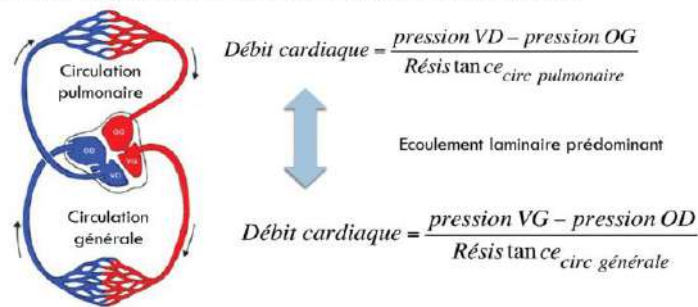 Débit cardiaque = pression VD – pression OG / Résistance circ pulmonaire
Circulation
pulmonaire
Ecoulement laminaire prédominant
OG
OD
VG
VD
Circulation
générale
Débit cardiaque = pression VG – pression OD / Résistance circ générale